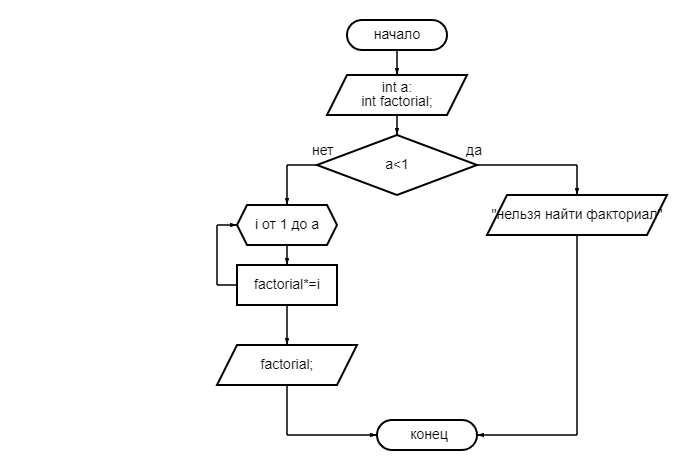 начало
int a:
int factorial;
нет
да
a<1
i от 1 до a
"нельзя найти факториал"
factorial*=i
factorial;
конец